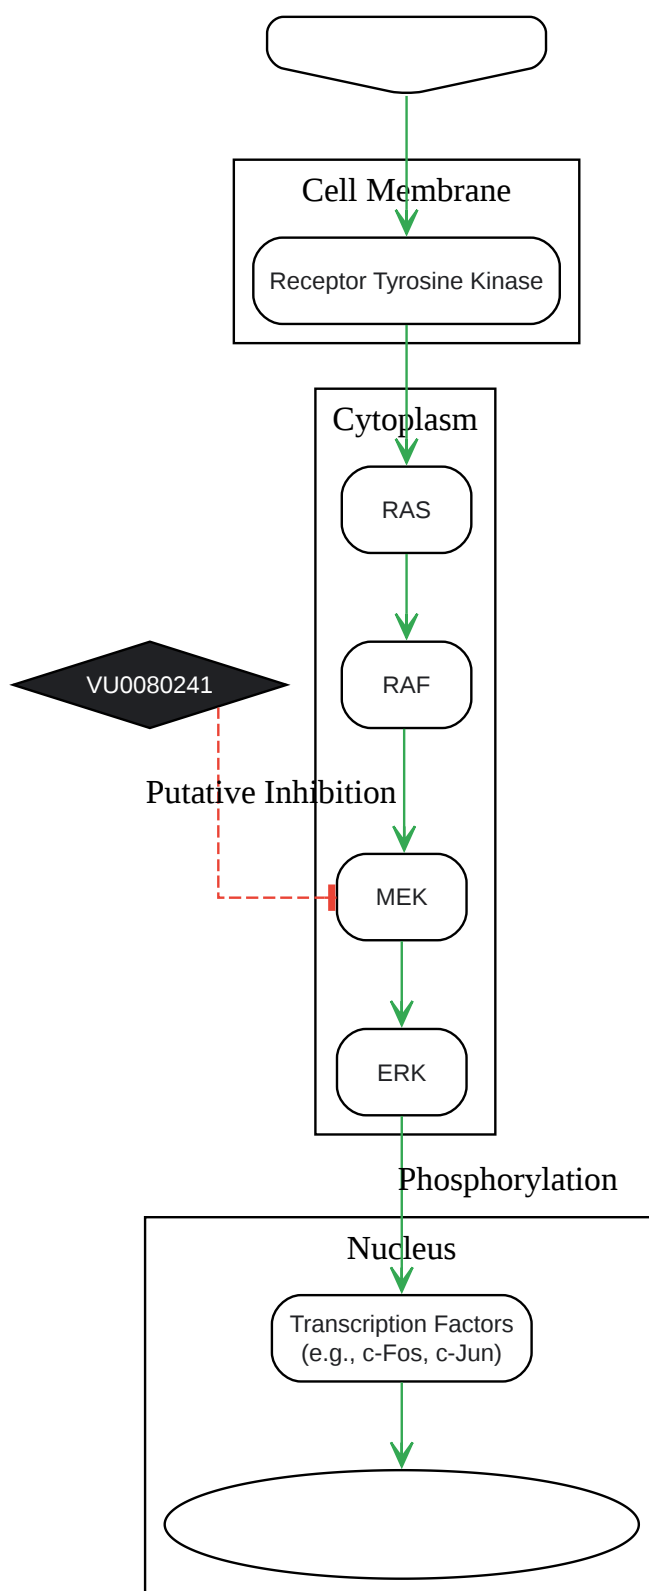 Cell Membrane
Receptor Tyrosine Kinase
Cytoplasm
RAS
VU0080241
RAF
Putative Inhibition
MEK
ERK
Phosphorylation
Nucleus
Transcription Factors
(e.g., c-Fos, c-Jun)